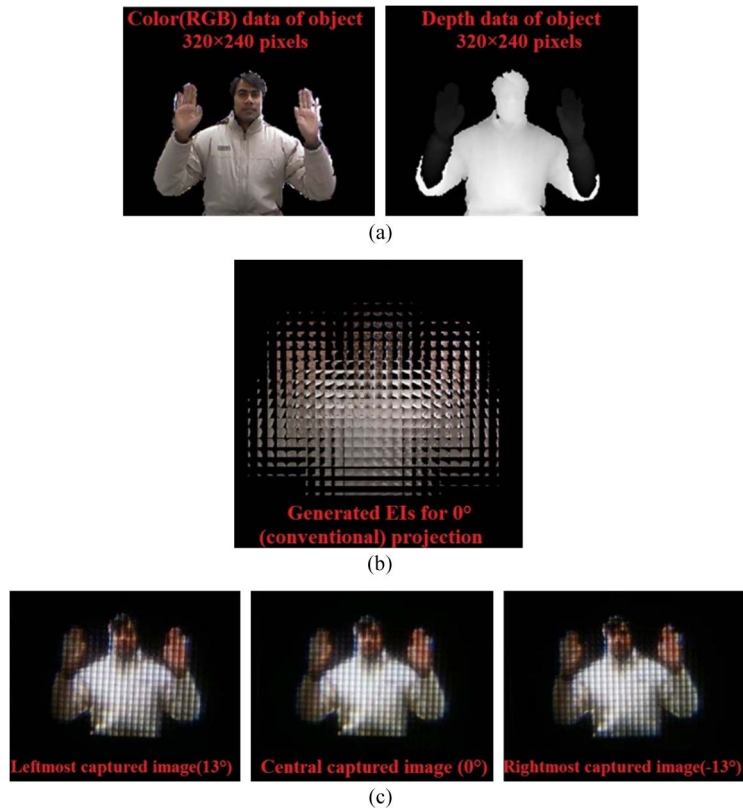 Color(RGB) data of object
320×240 pixels
Depth data of object
320×240 pixels
(a)
Generated EIs for 0°
(conventional) projection
(b)
Leftmost captured image(13°)
Central captured image (0°)
Rightmost captured image(-13°)
(c)